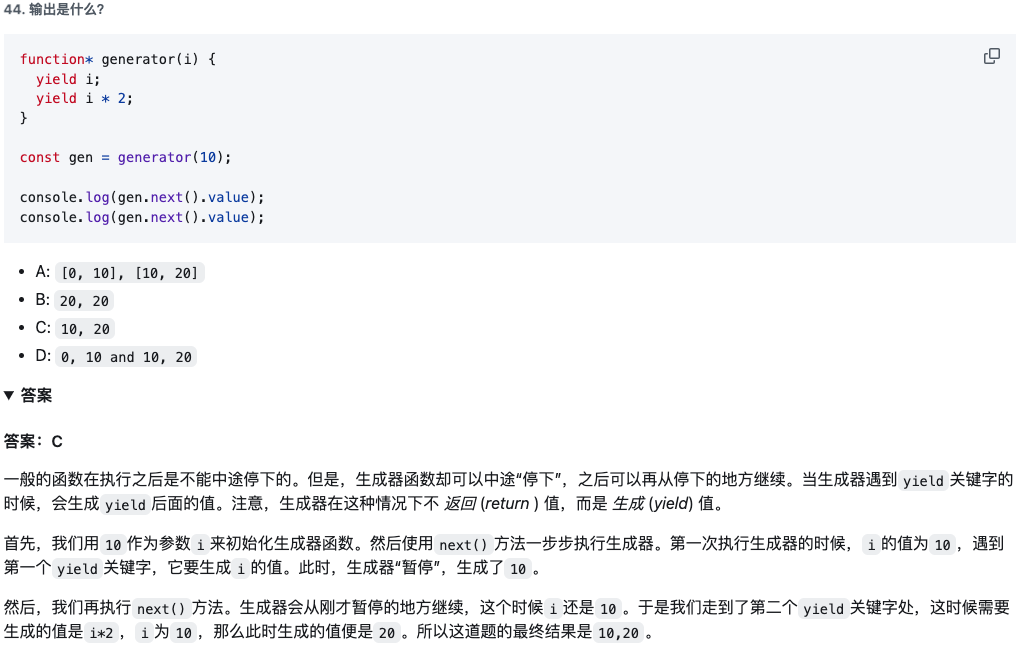 44. 输出是什么?
function* generator(i) {
  yield i;
  yield i * 2;
}
const gen = generator(10);
console.log(gen.next().value);
console.log(gen.next().value);
• A: [0, 10], [10, 20]
• B: 20, 20
• C: 10, 20
• D: 0, 10 and 10, 20
▼ 答案
答案：C
一般的函数在执行之后是不能中途停下的。但是，生成器函数却可以中途“停下”，之后可以再从停下的地方继续。当生成器遇到 yield 关键字的
时候，会生成 yield 后面的值。注意，生成器在这种情况下不 返回 (return ) 值，而是 生成 (yield) 值。
首先，我们用 10 作为参数 i 来初始化生成器函数。然后使用 next() 方法一步步执行生成器。第一次执行生成器的时候， i 的值为 10 ，遇到
第一个 yield 关键字，它要生成 i 的值。此时，生成器“暂停”，生成了 10 。
然后，我们再执行 next() 方法。生成器会从刚才暂停的地方继续，这个时候 i 还是 10 。于是我们走到了第二个 yield 关键字处，这时候需要
生成的值是 i*2 ， i 为 10 ，那么此时生成的值便是 20 。所以这道题的最终结果是 10,20 。